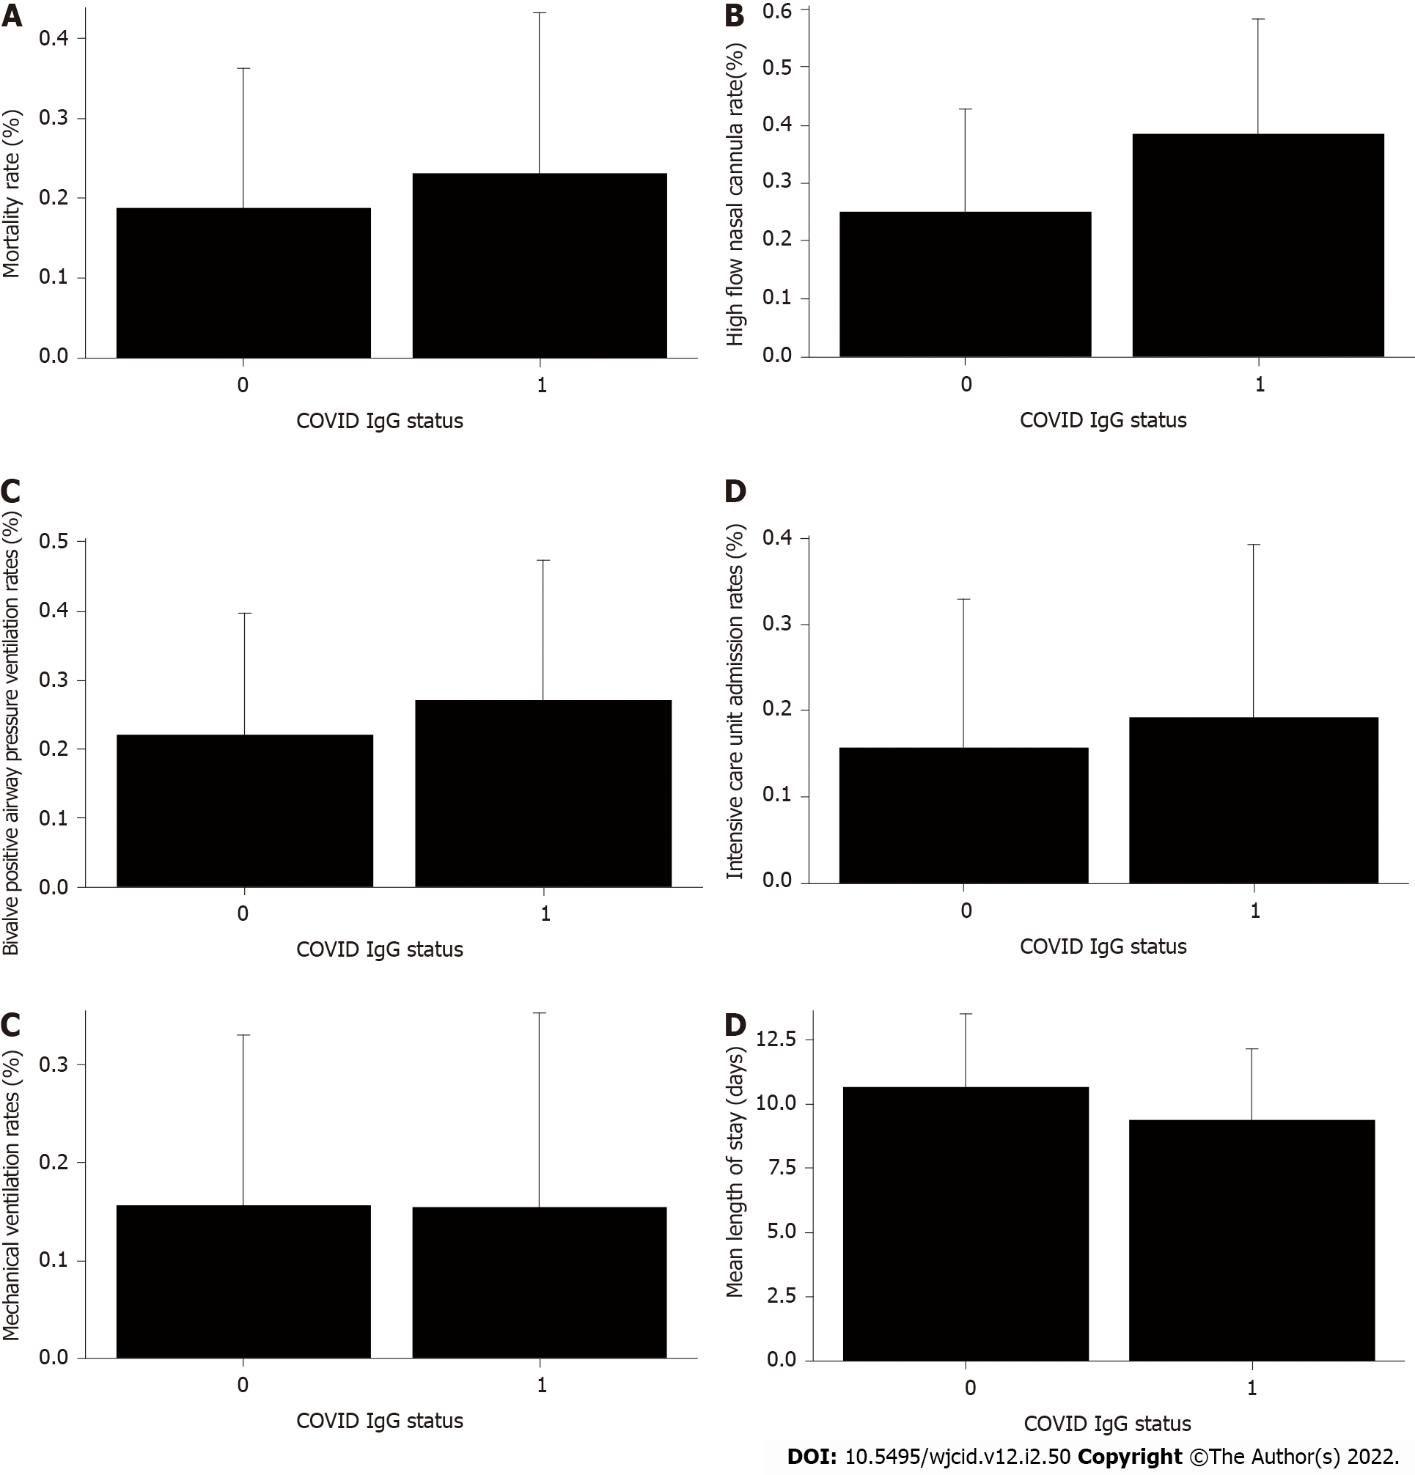 A
Mortality rate (%)
0.4
0.3
0.2
0.1
0.0
0 1
COVID IgG status
B
High flow nasal cannula rate(%)
0.6
0.5
0.4
0.3
0.2
0.1
0.0
0 1
COVID IgG status
C
Bivalve positive airway pressure ventilation rates (%)
0.5
0.4
0.3
0.2
0.1
0.0
0 1
COVID IgG status
D
Intensive care unit admission rates (%)
0.4
0.3
0.2
0.1
0.0
0 1
COVID IgG status
C
Mechanical ventilation rates (%)
0.3
0.2
0.1
0.0
0 1
COVID IgG status
D
Mean length of stay (days)
12.5
10.0
7.5
5.0
2.5
0.0
0 1
COVID IgG status
DOI: 10.5495/wjcid.v12.i2.50 Copyright ©The Author(s) 2022.